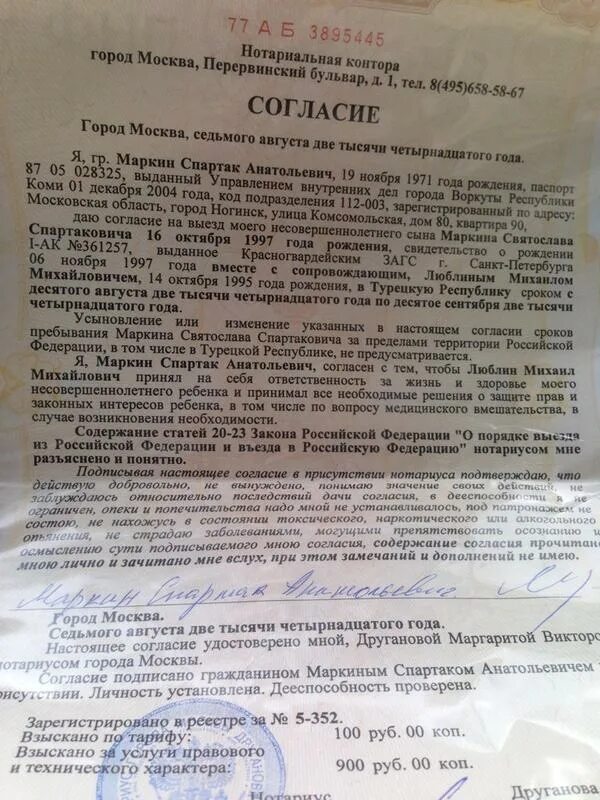 77 А Б 3895445
Нотариальная контора
город Москва, Перервинский бульвар, д. 1, тел. 8(495)658-58-67
СОГЛАСИЕ
Город Москва, седьмого августа две тысячи четырнадцатого года.
Я, гр. Маркин Спартак Анатольевич, 19 ноября 1971 года рождения, паспорт
87 05 028325, выданный Управлением внутренних дел города Воркуты Республики
Коми 01 декабря 2004 года, код подразделения 112-003, зарегистрированный по адресу:
Московская область, город Ногинск, улица Комсомольская, дом 80, квартира 90,
даю согласие на выезд моего несовершеннолетнего сына Маркина Святослава
Спартаковича 16 октября 1997 года рождения, свидетельство о рождении
I-АК №361257, выданное Красногвардейским ЗАГС г. Санкт-Петербурга
06 ноября 1997 года вместе с сопровождающим, Люблиным Михаилом
Михайловичем, 14 октября 1995 года рождения, в Турецкую Республику сроком с
десятого августа две тысячи четырнадцатого года по десятое сентября две тысячи
четырнадцатого года.
Усыновление или изменение указанных в настоящем согласии сроков
пребывания Маркина Святослава Спартаковича за пределами территории Российской
Федерации, в том числе в Турецкой Республике, не предусматривается.
Я, Маркин Спартак Анатольевич, согласен с тем, чтобы Люблин Михаил
Михайлович принял на себя ответственность за жизнь и здоровье моего
несовершеннолетнего ребенка и принимал все необходимые решения о защите прав и
законных интересов ребенка, в том числе по вопросу медицинского вмешательства, в
случае возникновения необходимости.
Содержание статей 20-23 Закона Российской Федерации "О порядке выезда
из Российской Федерации и въезда в Российскую Федерацию" нотариусом мне
разъяснено и понятно.
Подписывая настоящее согласие в присутствии нотариуса подтверждаю, что
действую добровольно, не вынуждено, понимаю значение своих действий, не
заблуждаюсь относительно последствий дачи согласия, в дееспособности я не
ограничен, опеки и попечительства надо мной не устанавливалось, под патронажем не
состою, не нахожусь в состоянии токсического, наркотического или алкогольного
опьянения, не страдаю заболеваниями, могущими препятствовать осознанию и
осмыслению сути подписываемого мною согласия, содержание согласия прочитано
мною лично и зачитано мне вслух, при этом замечаний и дополнений не имею.
Маркин Спартак Анатольевич
Город Москва.
Седьмого августа две тысячи четырнадцатого года.
Настоящее согласие удостоверено мной, Другановой Маргаритой Викторо
нотариусом города Москвы.
Согласие подписано гражданином Маркиным Спартаком Анатольевичем
рисутствии. Личность установлена. Дееспособность проверена.
Зарегистрировано в реестре за № 5-352.
Взыскано по тарифу: 100 руб. 00 коп.
Взыскано за услуги правового
и технического характера: 900 руб. 00 коп.
Нотариус Друганова